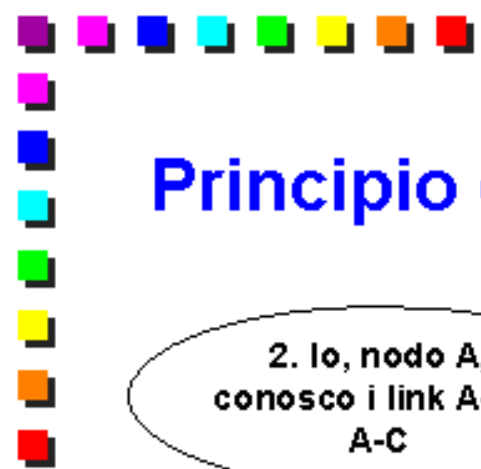 Principio
2. Io, nodo A,
conosco i link A-
A-C